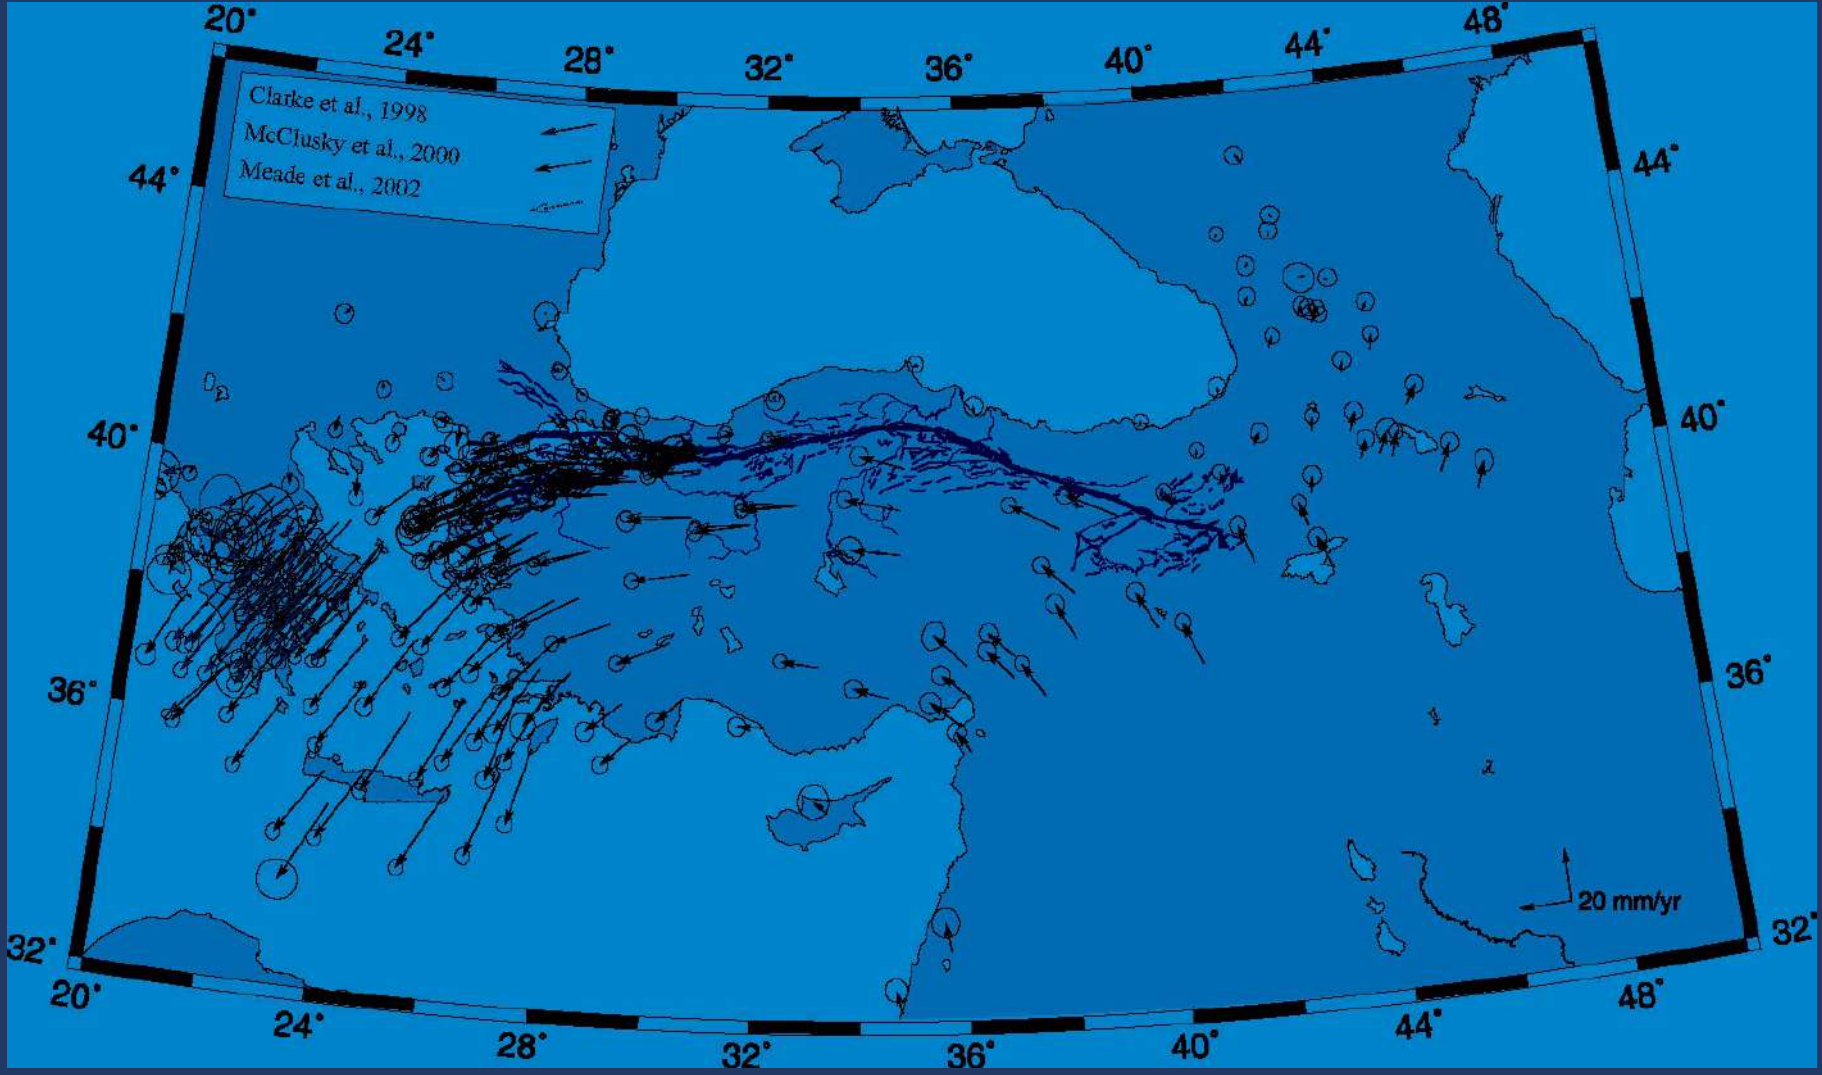 20° 24° 28° 32° 36° 40° 44° 48°
Clarke et al., 1998
McClusky et al., 2000
Meade et al., 2002
44° 44°
40° 40°
36° 36°
20 mm/yr
32° 32°
20° 24° 28° 32° 36° 40° 44° 48°